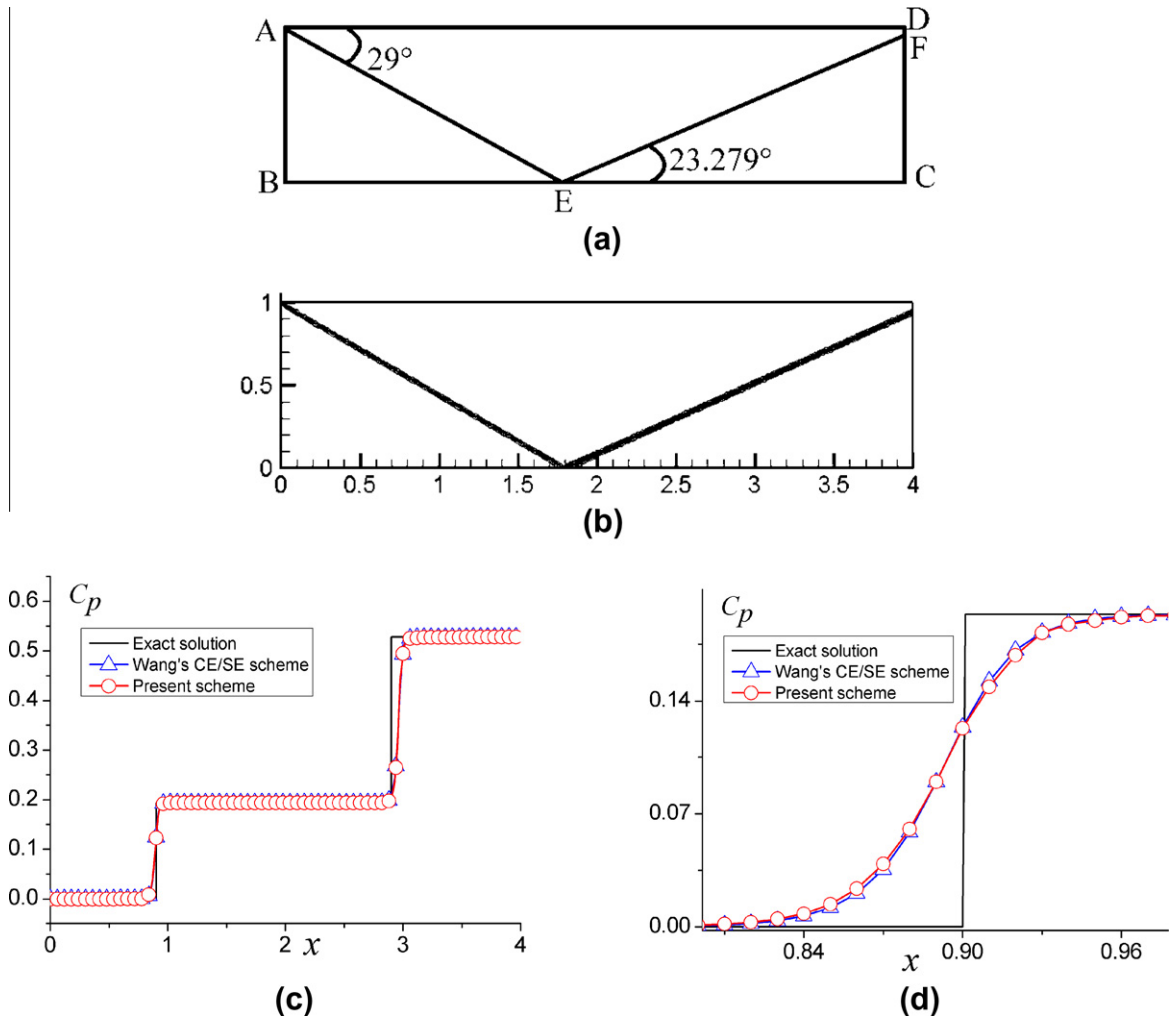 A
D
F
29°
23.279°
B
E
C
(a)
1
0.5
0
0 0.5 1 1.5 2 2.5 3 3.5 4
(b)
C_p
0.6
0.5
0.4
0.3
0.2
0.1
0.0
Exact solution
Wang's CE/SE scheme
Present scheme
0 1 x 2 3 4
(c)
C_p
Exact solution
Wang's CE/SE scheme
Present scheme
0.14
0.07
0.00
0.84 x 0.90 0.96
(d)